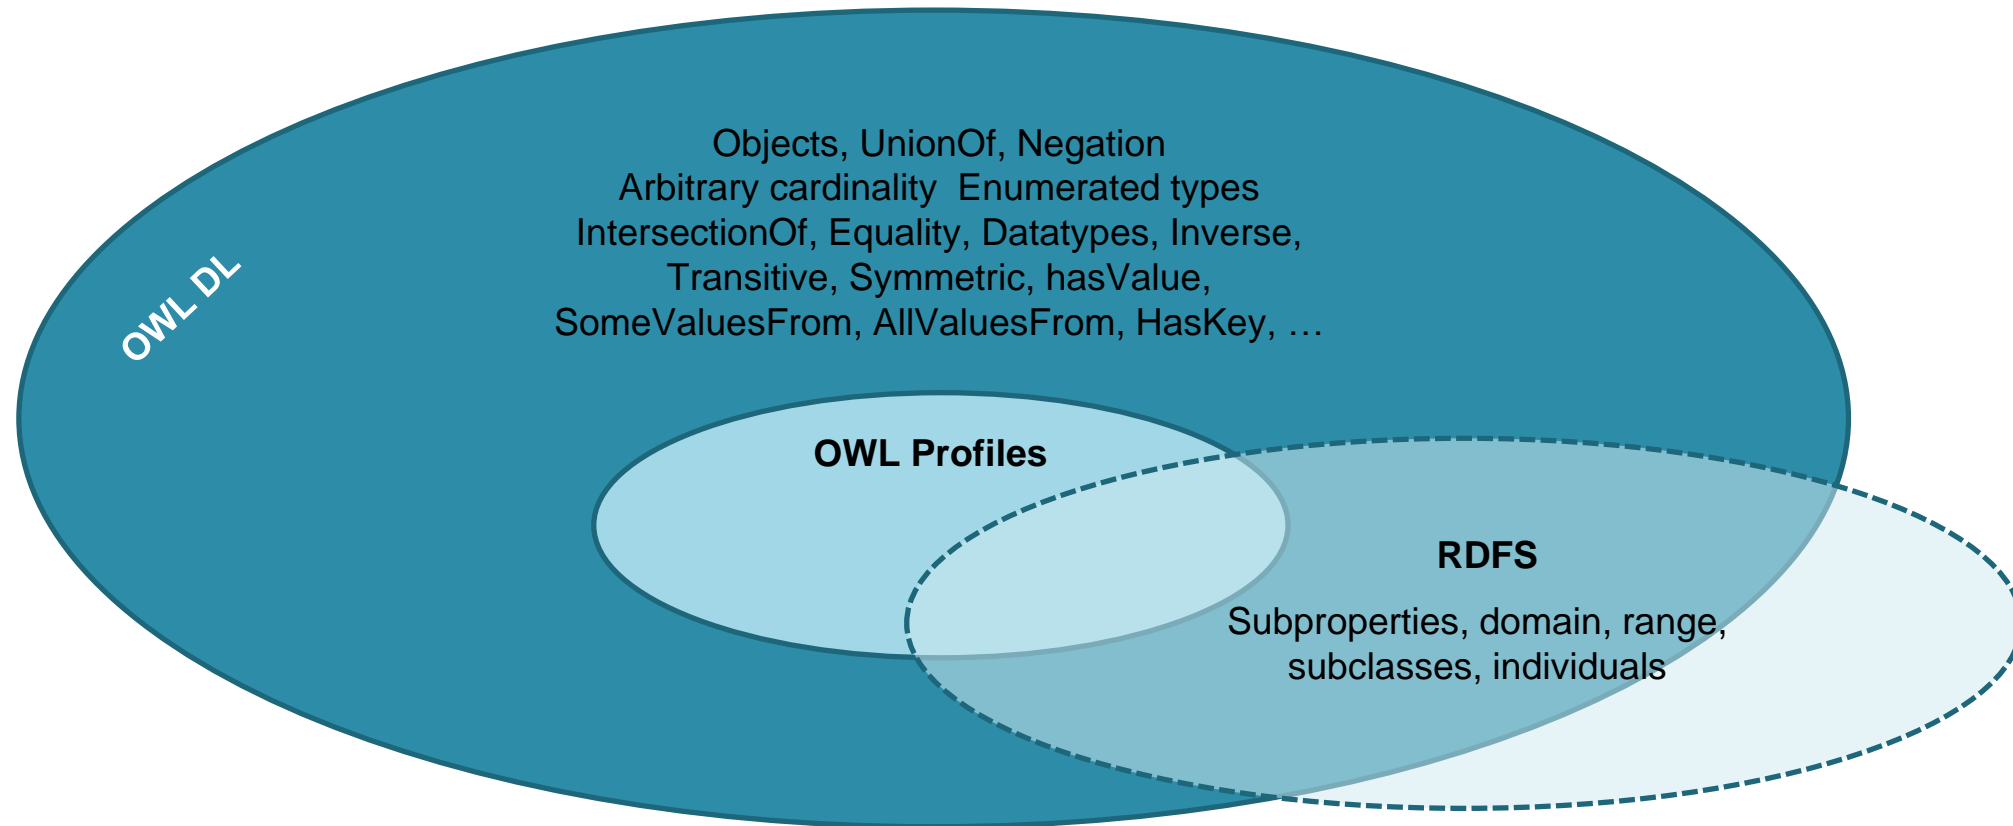 Objects, UnionOf, Negation
Arbitrary cardinality  Enumerated types
IntersectionOf, Equality, Datatypes, Inverse,
Transitive, Symmetric, hasValue,
SomeValuesFrom, AllValuesFrom, HasKey, …
OWL DL
OWL Profiles
RDFS
Subproperties, domain, range,
subclasses, individuals